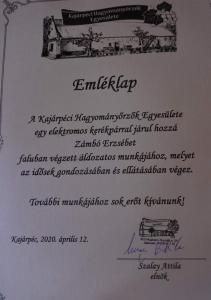 Kajárpéci Hagyományőrzők
Egyesülete
Emléklap
A Kajárpéci Hagyományőrzők Egyesülete
egy elektromos kerékpárral járul hozzá
Zámbó Erzsébet
faluban végzett áldozatos munkájához, melyet
az idősek gondozásában és ellátásában végez.
További munkájához sok erőt kívánunk!
Kajárpéc, 2020. április 12.
Szalay Attila
elnök